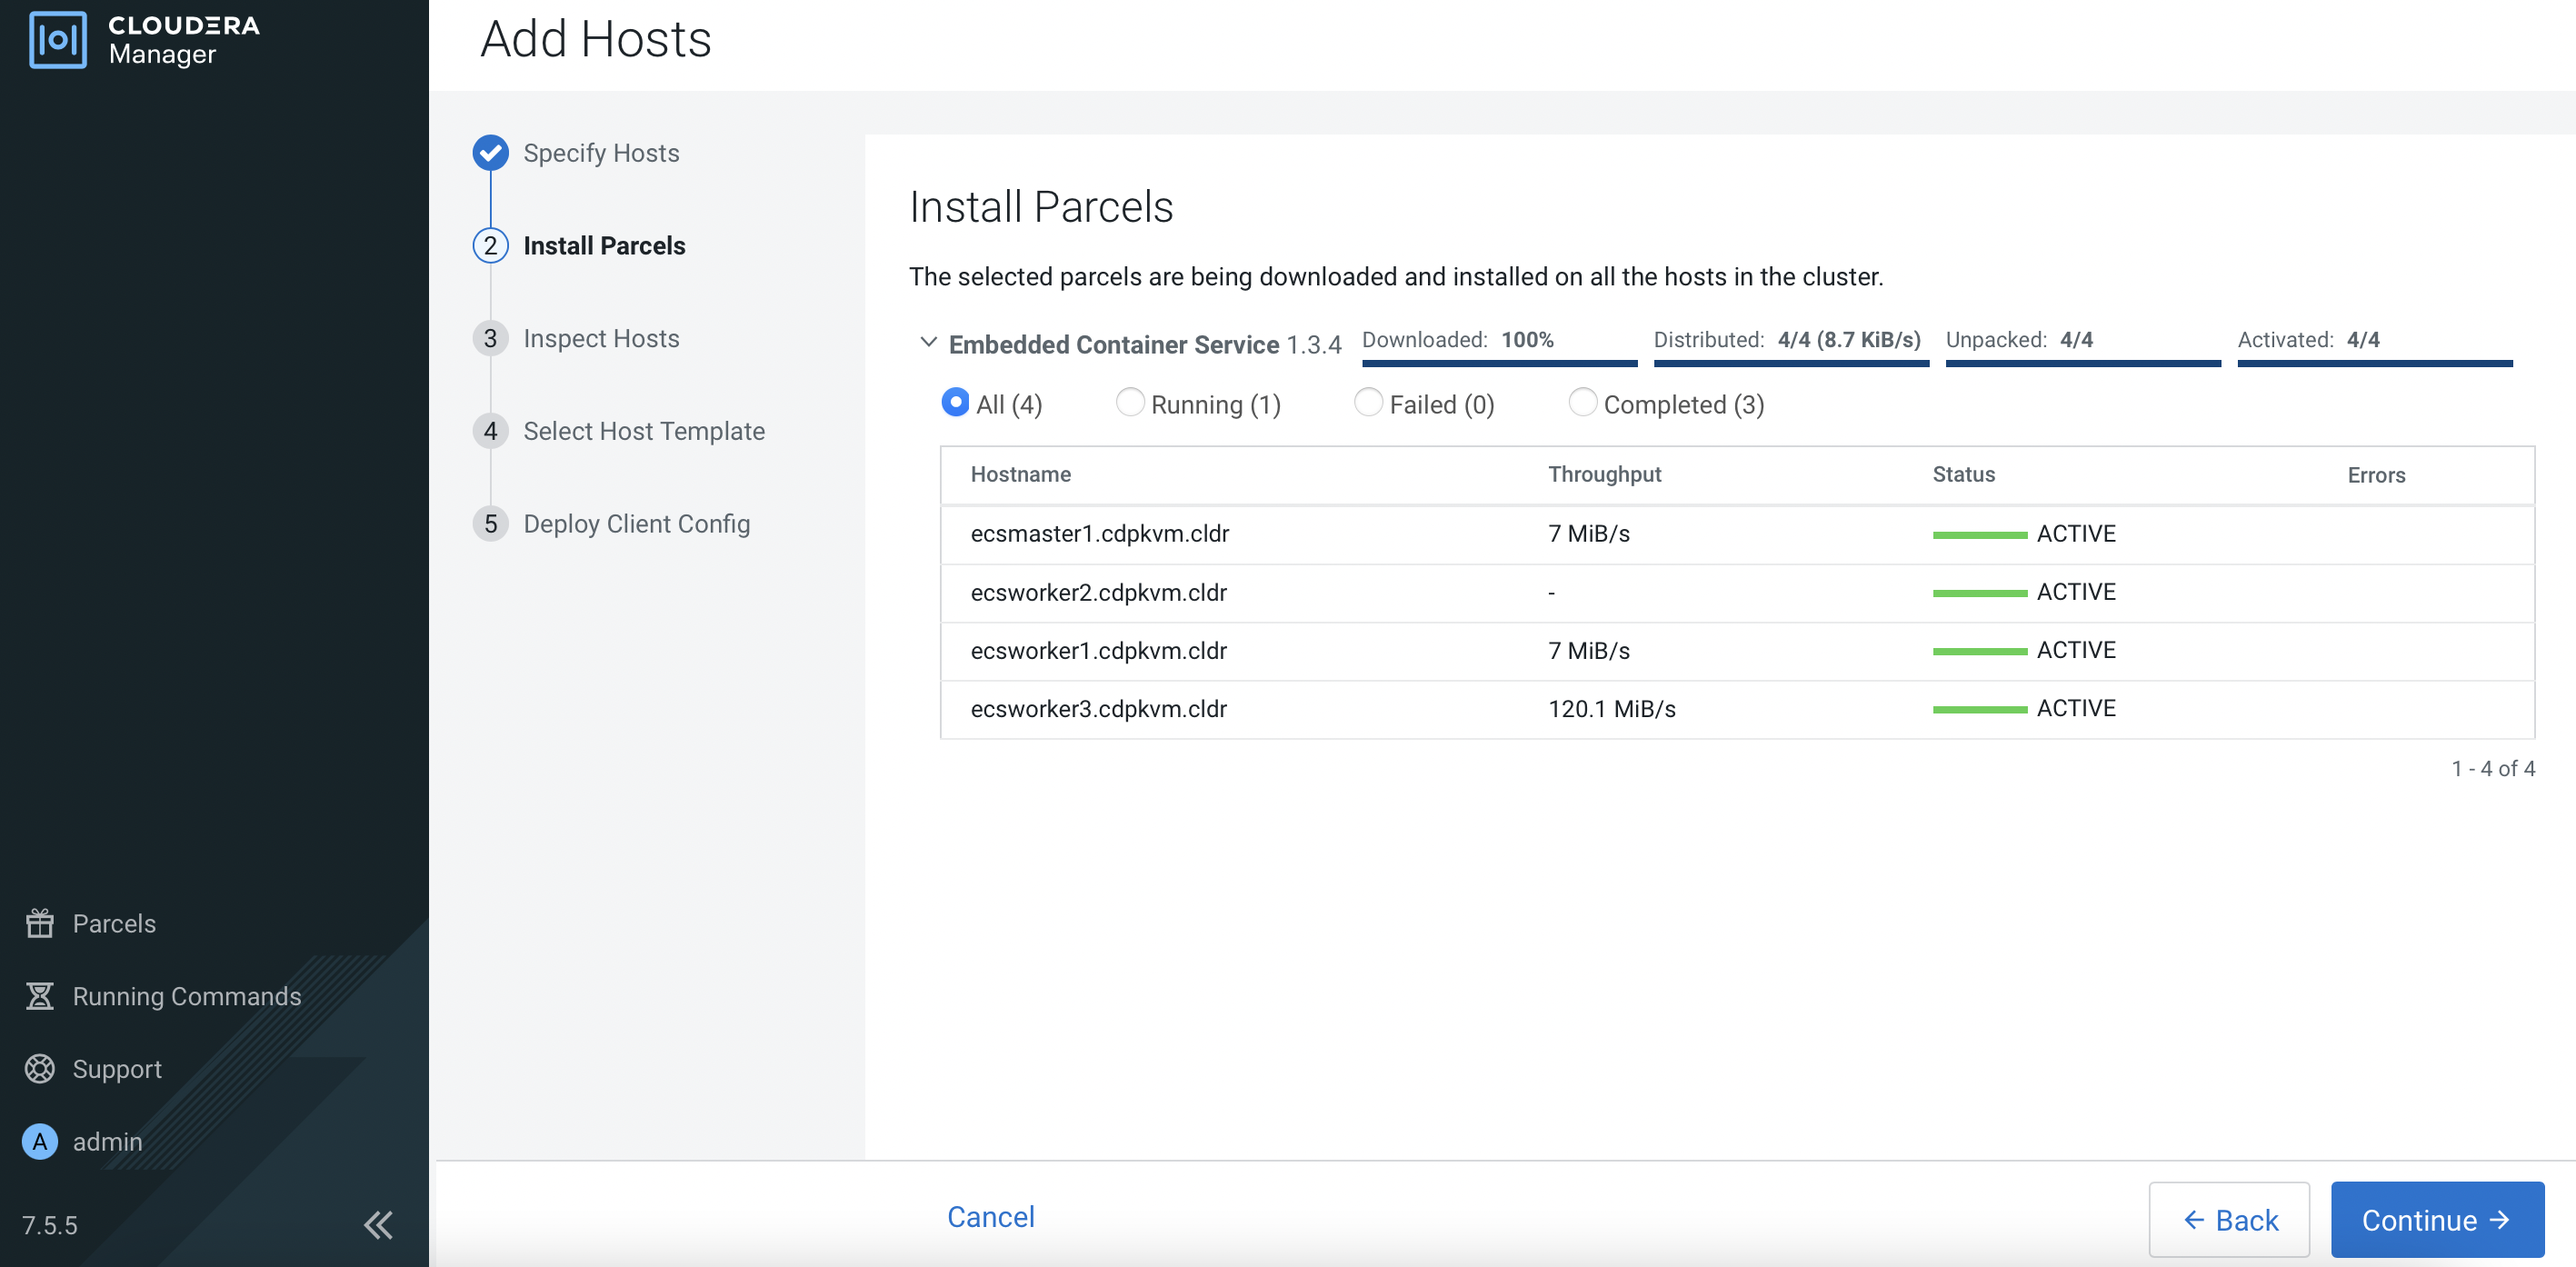 CLOUDERA
Manager
Add Hosts
Specify Hosts
2 Install Parcels
3 Inspect Hosts
4 Select Host Template
5 Deploy Client Config
Install Parcels
The selected parcels are being downloaded and installed on all the hosts in the cluster.
Embedded Container Service 1.3.4 Downloaded: 100% Distributed: 4/4 (8.7 KiB/s) Unpacked: 4/4 Activated: 4/4
All (4) Running (1) Failed (0) Completed (3)
Hostname Throughput Status Errors
ecsmaster1.cdpkvm.cldr 7 MiB/s ACTIVE
ecsworker2.cdpkvm.cldr - ACTIVE
ecsworker1.cdpkvm.cldr 7 MiB/s ACTIVE
ecsworker3.cdpkvm.cldr 120.1 MiB/s ACTIVE
1 - 4 of 4
Parcels
Running Commands
Support
A admin
7.5.5
Cancel
Back
Continue